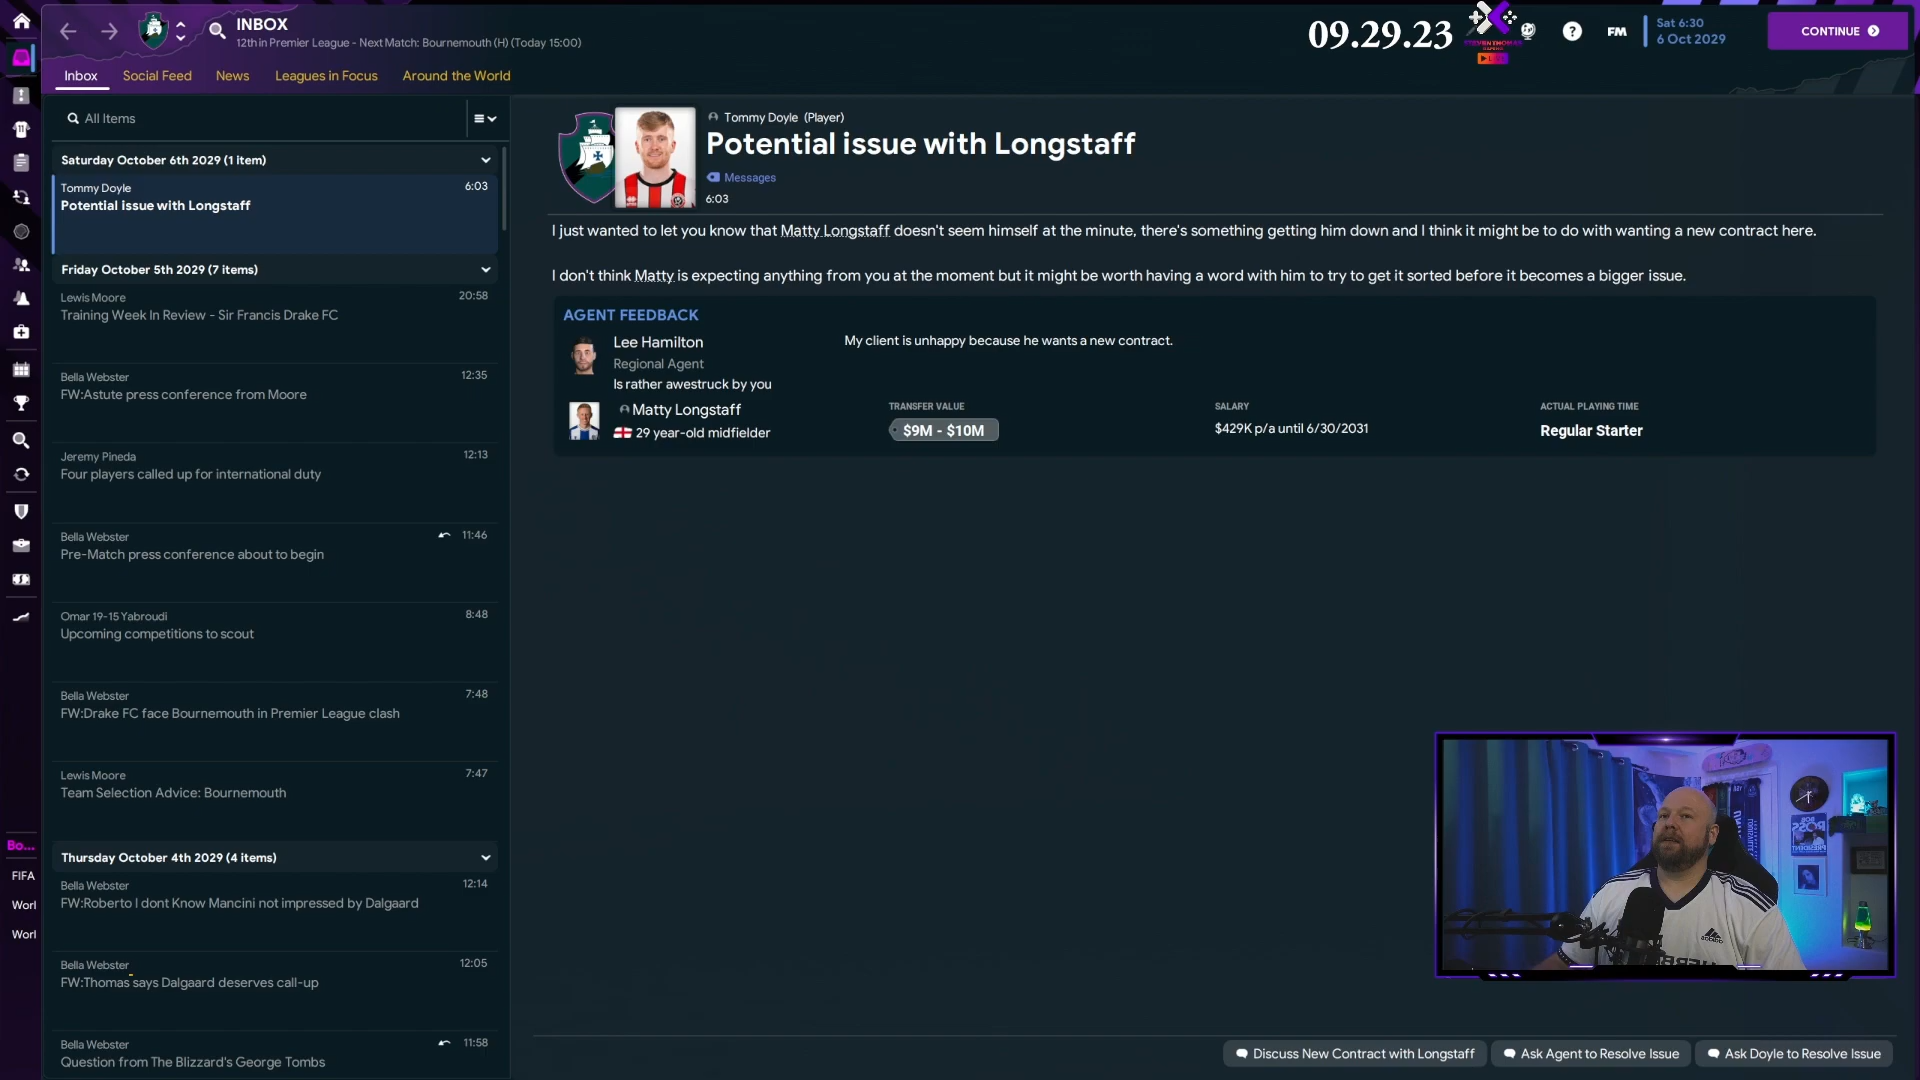 INBOX
12th in Premier League - Next Match: Bournemouth (H) (Today 15:00)
09.29.23
FM
Sat 6:30
6 Oct 2029
CONTINUE
Inbox
Social Feed
News
Leagues in Focus
Around the World
All Items
Saturday October 6th 2029 (1 item)
Tommy Doyle
6:03
Potential issue with Longstaff
Friday October 5th 2029 (7 items)
Lewis Moore
20:58
Training Week In Review - Sir Francis Drake FC
Bella Webster
12:35
FW:Astute press conference from Moore
Jeremy Pineda
12:13
Four players called up for international duty
Bella Webster
11:46
Pre-Match press conference about to begin
Omar 19-15 Yabroudi
8:48
Upcoming competitions to scout
Bella Webster
7:48
FW:Drake FC face Bournemouth in Premier League clash
Lewis Moore
7:47
Team Selection Advice: Bournemouth
Thursday October 4th 2029 (4 items)
Bella Webster
12:14
FW:Roberto I dont Know Mancini not impressed by Dalgaard
Bella Webster
12:05
FW:Thomas says Dalgaard deserves call-up
Bella Webster
11:58
Question from The Blizzard's George Tombs
Bo...
FIFA
Worl
Worl
Tommy Doyle (Player)
Potential issue with Longstaff
Messages
6:03
I just wanted to let you know that Matty Longstaff doesn't seem himself at the minute, there's something getting him down and I think it might be to do with wanting a new contract here.
I don't think Matty is expecting anything from you at the moment but it might be worth having a word with him to try to get it sorted before it becomes a bigger issue.
AGENT FEEDBACK
Lee Hamilton
Regional Agent
Is rather awestruck by you
My client is unhappy because he wants a new contract.
Matty Longstaff
29 year-old midfielder
TRANSFER VALUE
$9M - $10M
SALARY
$429K p/a until 6/30/2031
ACTUAL PLAYING TIME
Regular Starter
adidas
Discuss New Contract with Longstaff
Ask Agent to Resolve Issue
Ask Doyle to Resolve Issue